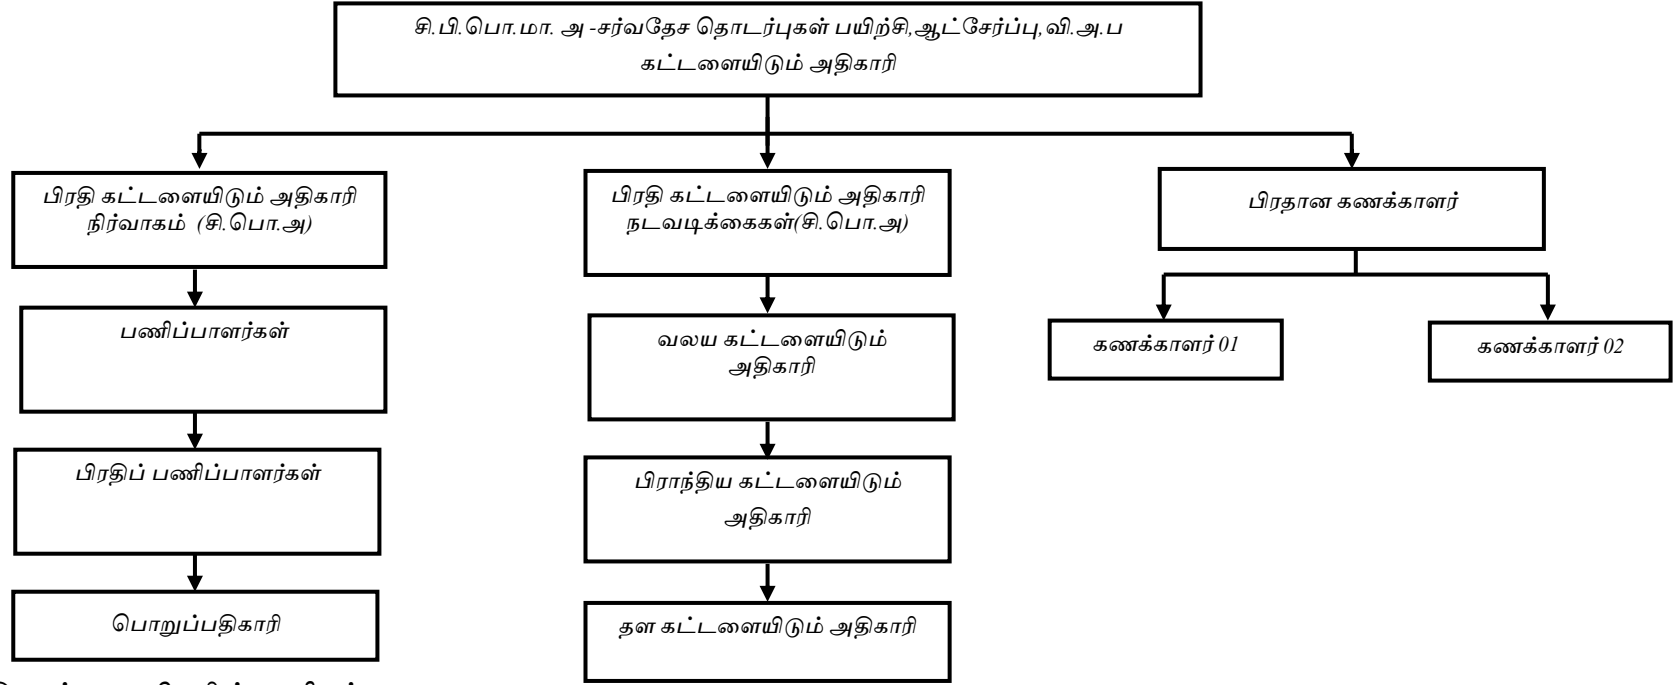 சி.பி.பொ.மா. அ -சர்வதேச தொடர்புகள் பயிற்சி,ஆட்சேர்ப்பு,வி.அ.ப
கட்டளையிடும் அதிகாரி
பிரதி கட்டளையிடும் அதிகாரி
நிர்வாகம் (சி.பொ.அ)
பணிப்பாளர்கள்
பிரதிப் பணிப்பாளர்கள்
பொறுப்பதிகாரி
பிரதி கட்டளையிடும் அதிகாரி
நடவடிக்கைகள்(சி.பொ.அ)
வலய கட்டளையிடும்
அதிகாரி
பிராந்திய கட்டளையிடும்
அதிகாரி
தள கட்டளையிடும் அதிகாரி
பிரதான கணக்காளர்
கணக்காளர் 01
கணக்காளர் 02